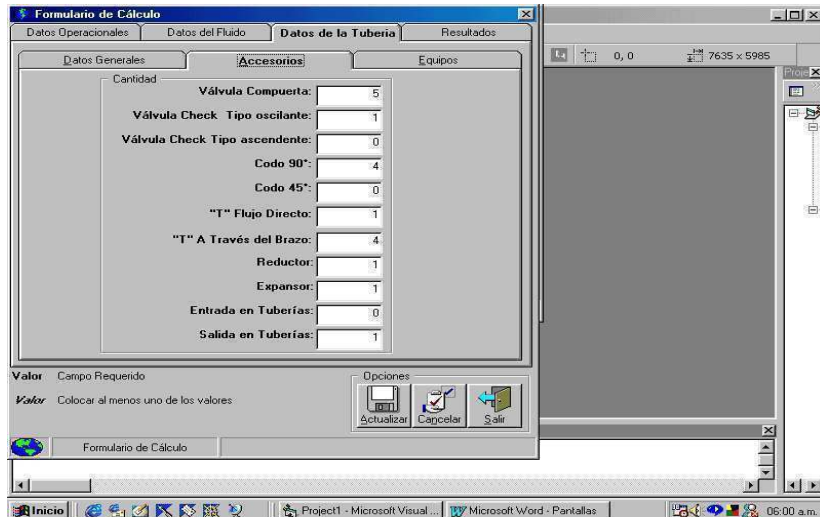 Formulario de Cálculo
Datos Operacionales
Datos del Fluido
Datos de la Tuberia
Resultados
Datos Generales
Accesorios
Equipos
Cantidad
Válvula Compuerta: 5
Válvula Check Tipo oscilante: 1
Válvula Check Tipo ascendente: 0
Codo 90°: 4
Codo 45°: 0
"T" Flujo Directo: 1
"T" A Través del Brazo: 4
Reductor: 1
Expansor: 1
Entrada en Tuberías: 0
Salida en Tuberías: 1
Valor Campo Requerido
Valor Colocar al menos uno de los valores
Opciones
Actualizar
Cancelar
Salir
Formulario de Cálculo
0, 0
7635 x 5985
Inicio
Project1 - Microsoft Visual ...
Microsoft Word - Pantallas
06:00 a.m.